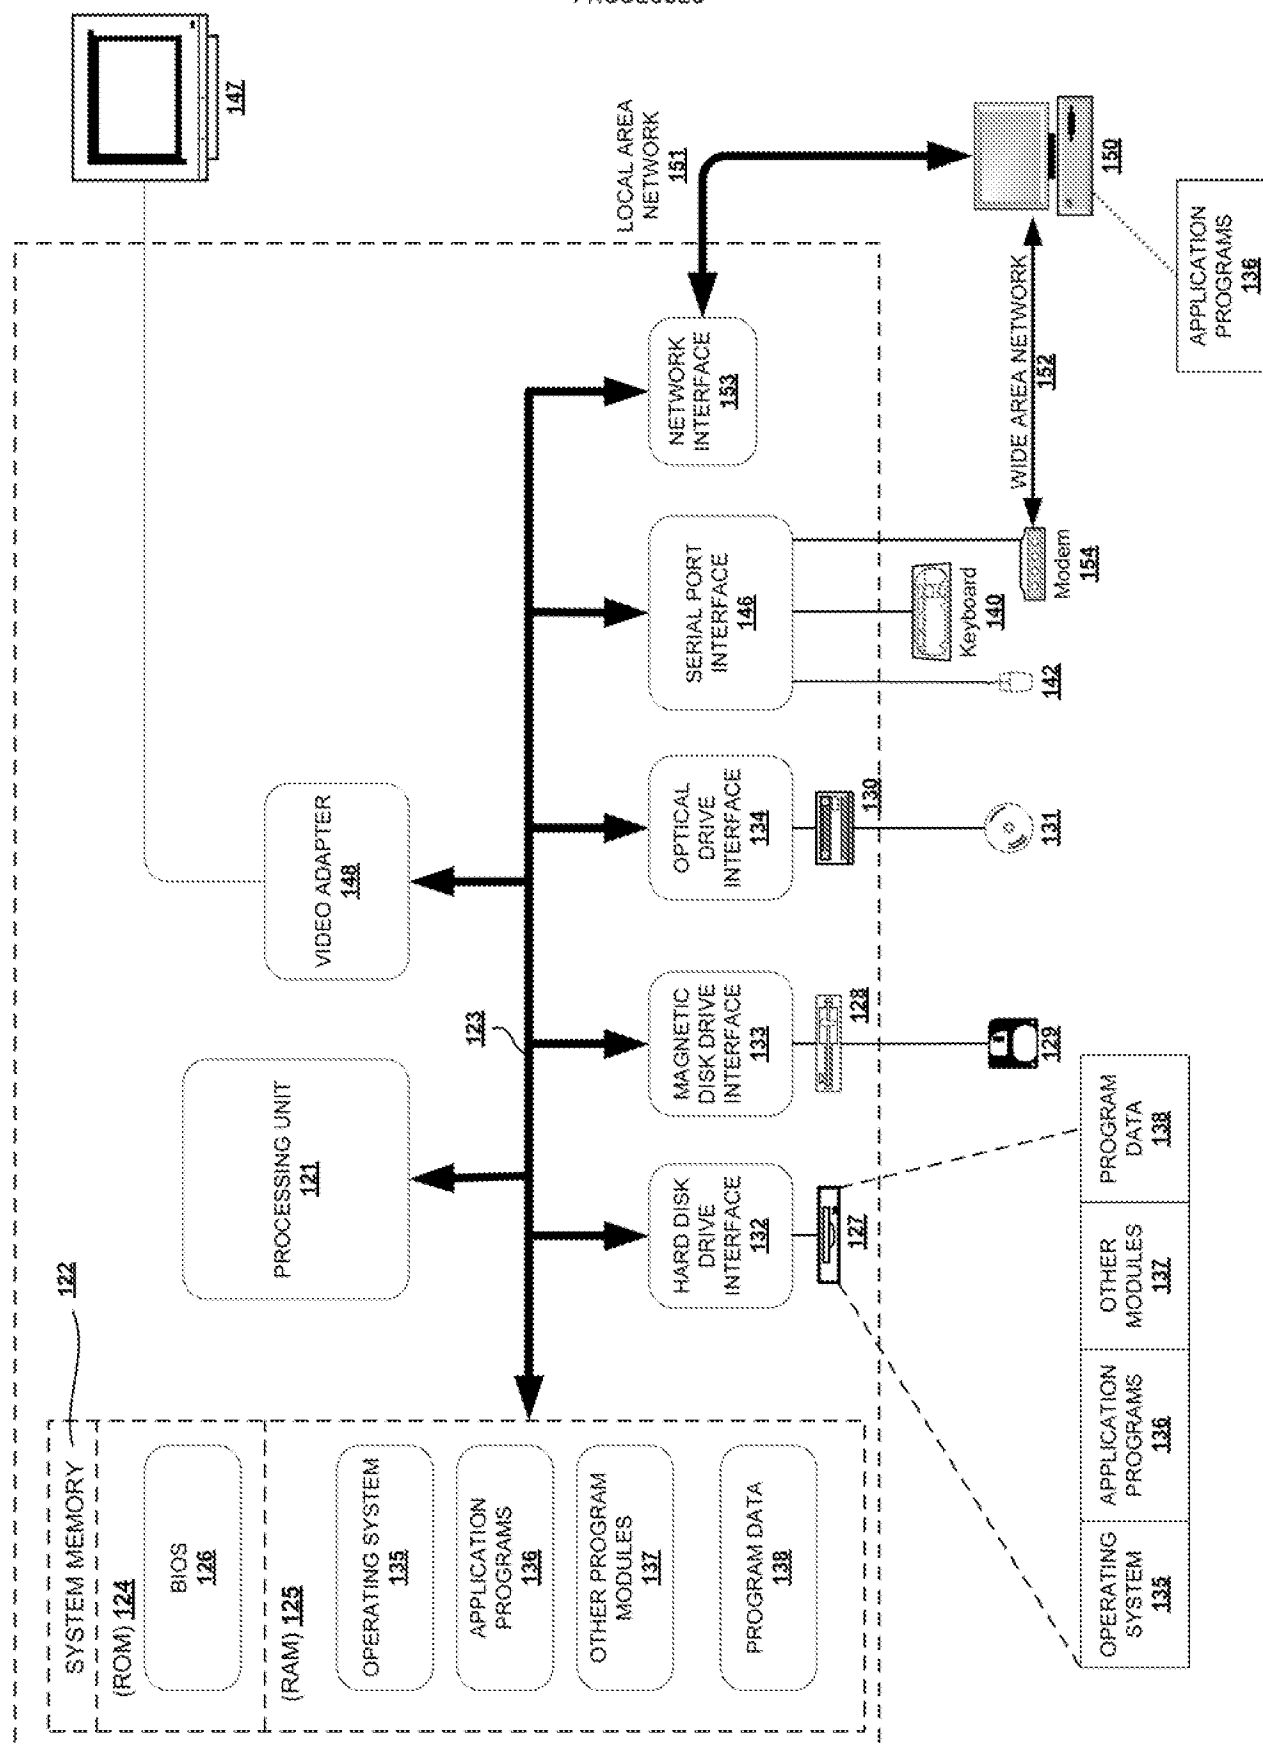 147
LOCAL AREA
NETWORK
151
150
APPLICATION
PROGRAMS
136
WIDE AREA NETWORK
152
NETWORK
INTERFACE
153
SERIAL PORT
INTERFACE
146
Modem
154
Keyboard
140
142
OPTICAL
DRIVE
INTERFACE
134
130
131
VIDEO ADAPTER
148
123
MAGNETIC
DISK DRIVE
INTERFACE
133
128
129
PROCESSING UNIT
121
HARD DISK
DRIVE
INTERFACE
132
127
122
SYSTEM MEMORY
(ROM) 124
BIOS
126
(RAM) 125
OPERATING SYSTEM
135
APPLICATION
PROGRAMS
136
OTHER PROGRAM
MODULES
137
PROGRAM DATA
138
OPERATING
SYSTEM
135
APPLICATION
PROGRAMS
136
OTHER
MODULES
137
PROGRAM
DATA
138